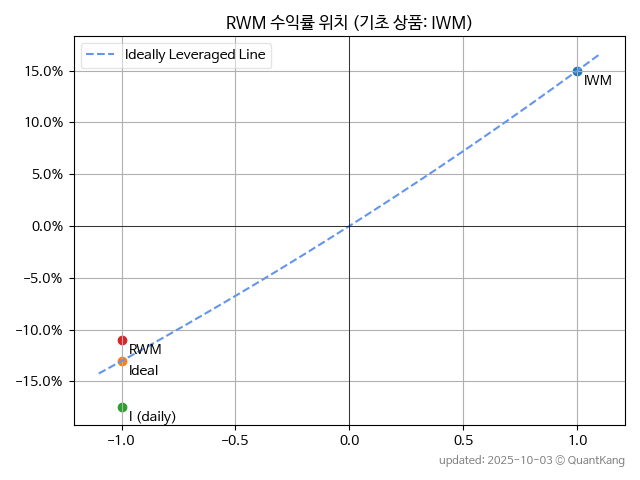 RWM 수익률 위치 (기초 상품: IWM)
Ideally Leveraged Line
15.0%
10.0%
5.0%
0.0%
−5.0%
−10.0%
−15.0%
IWM
RWM
Ideal
I (daily)
−1.0 −0.5 0.0 0.5 1.0
updated: 2025-10-03 © QuantKang